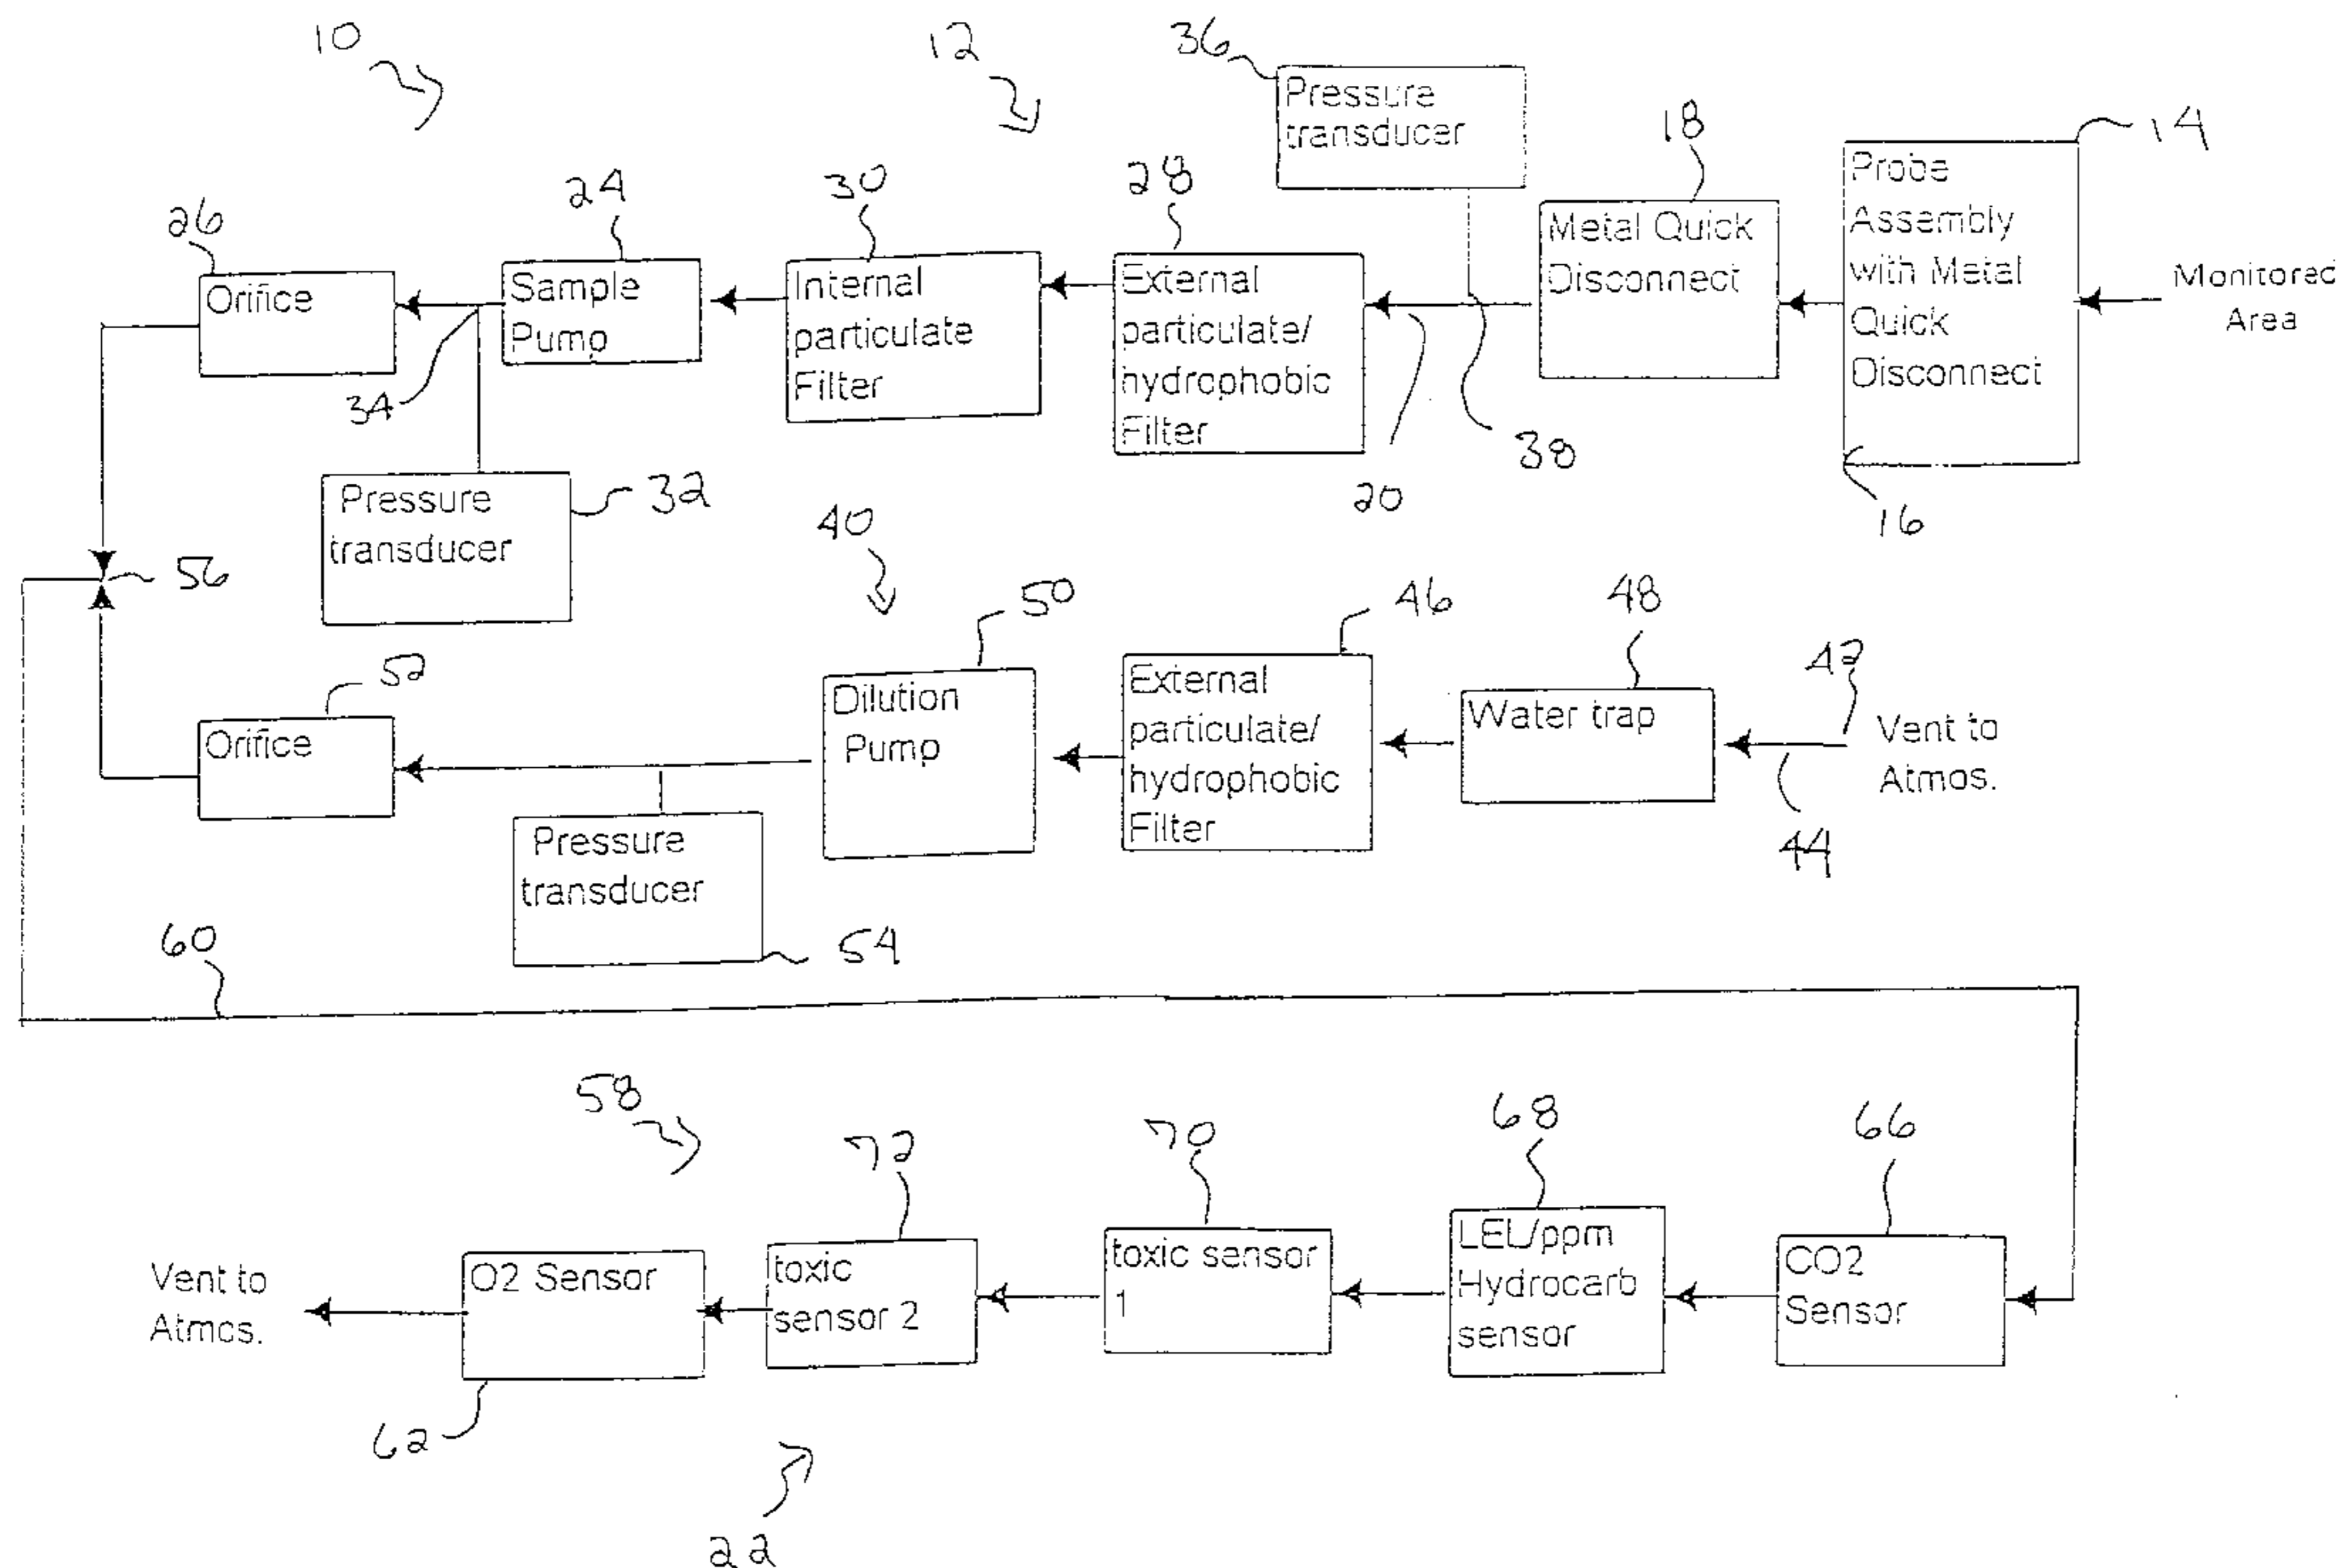 10
12
36
Pressure
transducer
18
14
26
24
30
28
Metal Quick
Disconnect
Probe
Assembly
with Metal
Quick
Disconnect
Monitored
Area
Orifice
Sample
Pump
Internal
particulate
Filter
External
particulate/
hydrophobic
Filter
34
38
20
16
Pressure
transducer
32
40
56
50
46
48
42
52
Orifice
Dilution
Pump
External
particulate/
hydrophobic
Filter
Water trap
Vent to
Atmos.
44
Pressure
transducer
54
60
58
72
70
68
66
Vent to
Atmos.
O2 Sensor
toxic
sensor 2
toxic sensor
1
LEL/ppm
Hydrocarb
sensor
CO2
Sensor
62
22